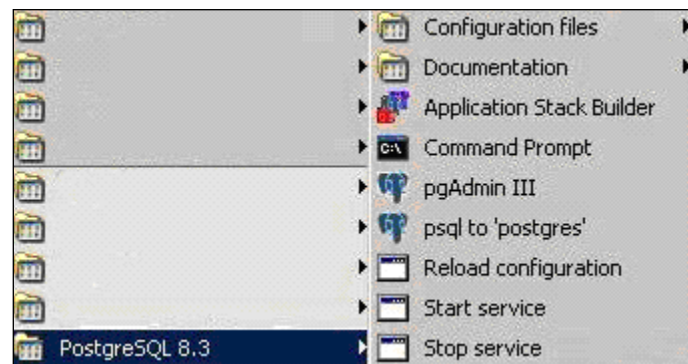 Configuration files
Documentation
Application Stack Builder
Command Prompt
pgAdmin III
psql to 'postgres'
Reload configuration
Start service
PostgreSQL 8.3
Stop service